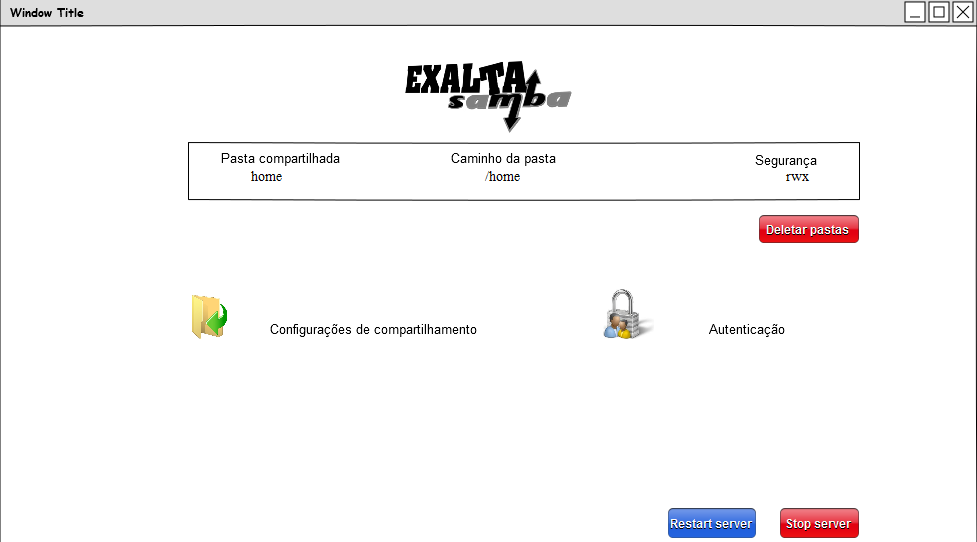 Window Title
EXALTA
samba
Pasta compartilhada Caminho da pasta Segurança
home /home rwx
Deletar pastas
Configurações de compartilhamento Autenticação
Restart server Stop server